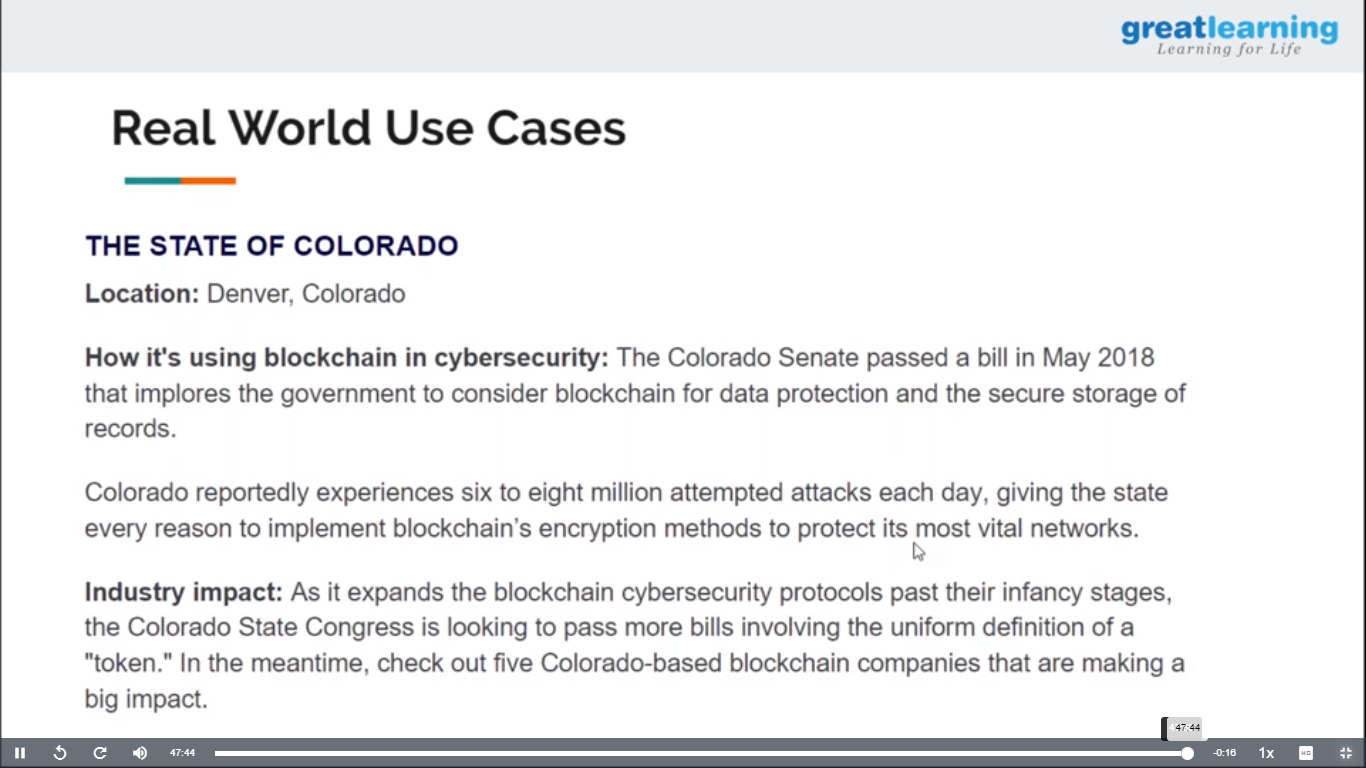 greatlearning
Learning for Life
Real World Use Cases
THE STATE OF COLORADO
Location: Denver, Colorado
How it's using blockchain in cybersecurity: The Colorado Senate passed a bill in May 2018
that implores the government to consider blockchain for data protection and the secure storage of
records.
Colorado reportedly experiences six to eight million attempted attacks each day, giving the state
every reason to implement blockchain’s encryption methods to protect its most vital networks.
Industry impact: As it expands the blockchain cybersecurity protocols past their infancy stages,
the Colorado State Congress is looking to pass more bills involving the uniform definition of a
"token." In the meantime, check out five Colorado-based blockchain companies that are making a
big impact.
47:44
47:44
-0:16
1x
HD